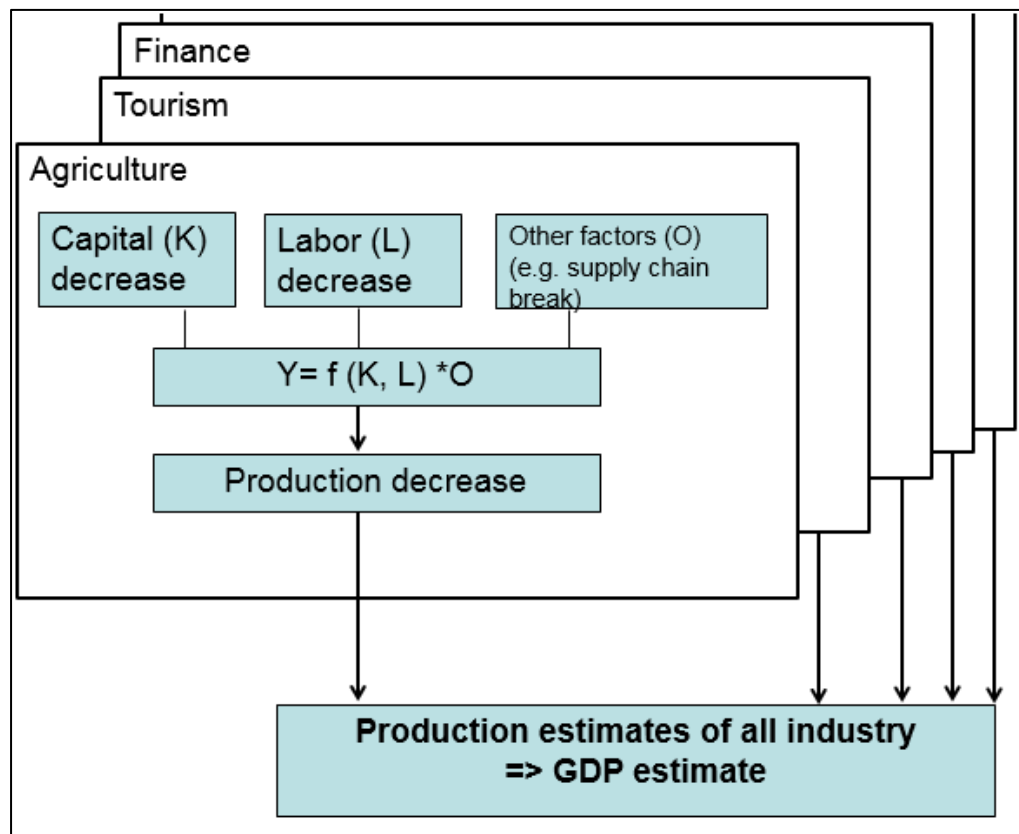 Finance
Tourism
Agriculture
Capital (K)
decrease
Labor (L)
decrease
Other factors (O)
(e.g. supply chain
break)
Y= f (K, L) *O
Production decrease
Production estimates of all industry
=> GDP estimate